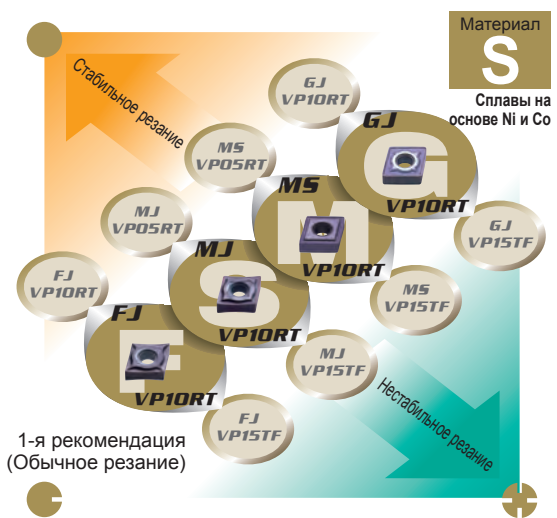 Материал
S
Сплавы на
основе Ni и Co
Стабильное резание
GJ
VP10RT
GJ
G
VP10RT
MS
VP05RT
MS
M
VP10RT
GJ
VP15TF
MJ
VP05RT
MJ
S
VP10RT
MS
VP15TF
FJ
VP10RT
FJ
F
VP10RT
MJ
VP15TF
FJ
VP15TF
Нестабильное резание
1-я рекомендация
(Обычное резание)